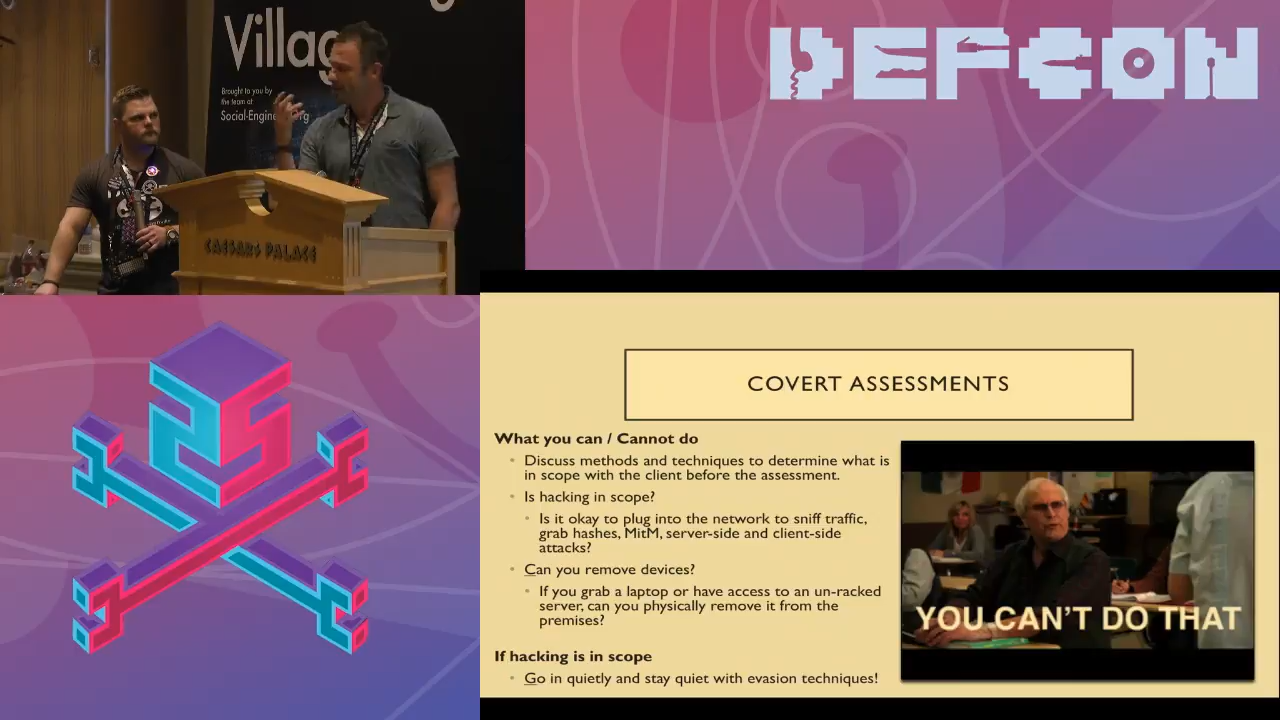 Villag
Brought to you by
the team at
Social-Engine
rg
CAESARS PALACE
DEFCON
COVERT ASSESSMENTS
What you can / Cannot do
Discuss methods and techniques to determine what is
in scope with the client before the assessment.
Is hacking in scope?
Is it okay to plug into the network to sniff traffic,
grab hashes, MitM, server-side and client-side
attacks?
Can you remove devices?
If you grab a laptop or have access to an un-racked
server, can you physically remove it from the
premises?
If hacking is in scope
Go in quietly and stay quiet with evasion techniques!
YOU CAN'T DO THAT